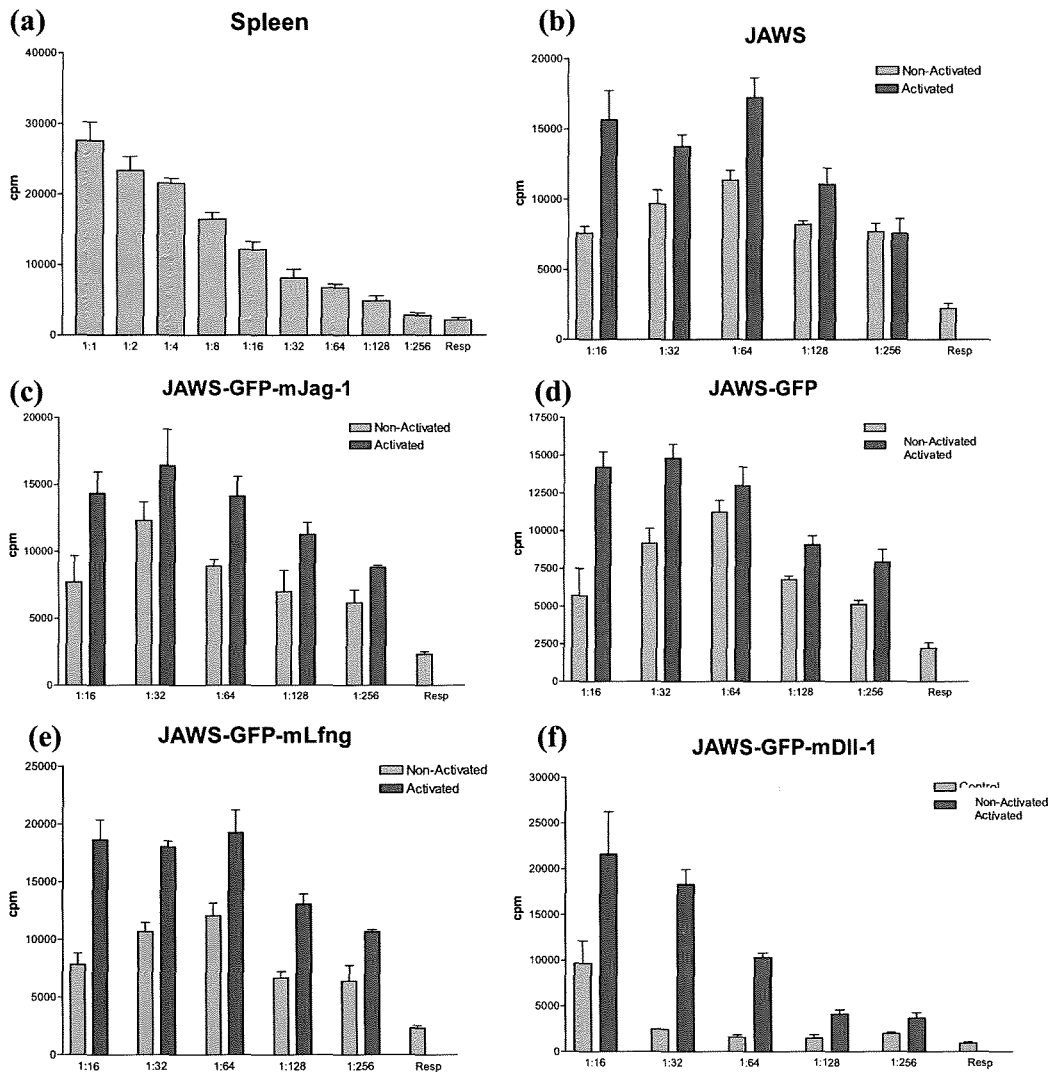 (a)
Spleen
40000
30000
20000
10000
0
cpm
1:1 1:2 1:4 1:8 1:16 1:32 1:64 1:128 1:256 Resp
(b)
JAWS
Non-Activated
Activated
20000
15000
10000
5000
0
cpm
1:16 1:32 1:64 1:128 1:256 Resp
(c)
JAWS-GFP-mJag-1
Non-Activated
Activated
20000
15000
10000
5000
0
cpm
1:16 1:32 1:64 1:128 1:256 Resp
(d)
JAWS-GFP
Non-Activated
Activated
17500
15000
12500
10000
7500
5000
2500
0
cpm
1:16 1:32 1:64 1:128 1:256 Resp
(e)
JAWS-GFP-mLfng
Non-Activated
Activated
25000
20000
15000
10000
5000
0
cpm
1:16 1:32 1:64 1:128 1:256 Resp
(f)
JAWS-GFP-mDll-1
Control
Non-Activated
Activated
30000
25000
20000
15000
10000
5000
0
cpm
1:16 1:32 1:64 1:128 1:256 Resp